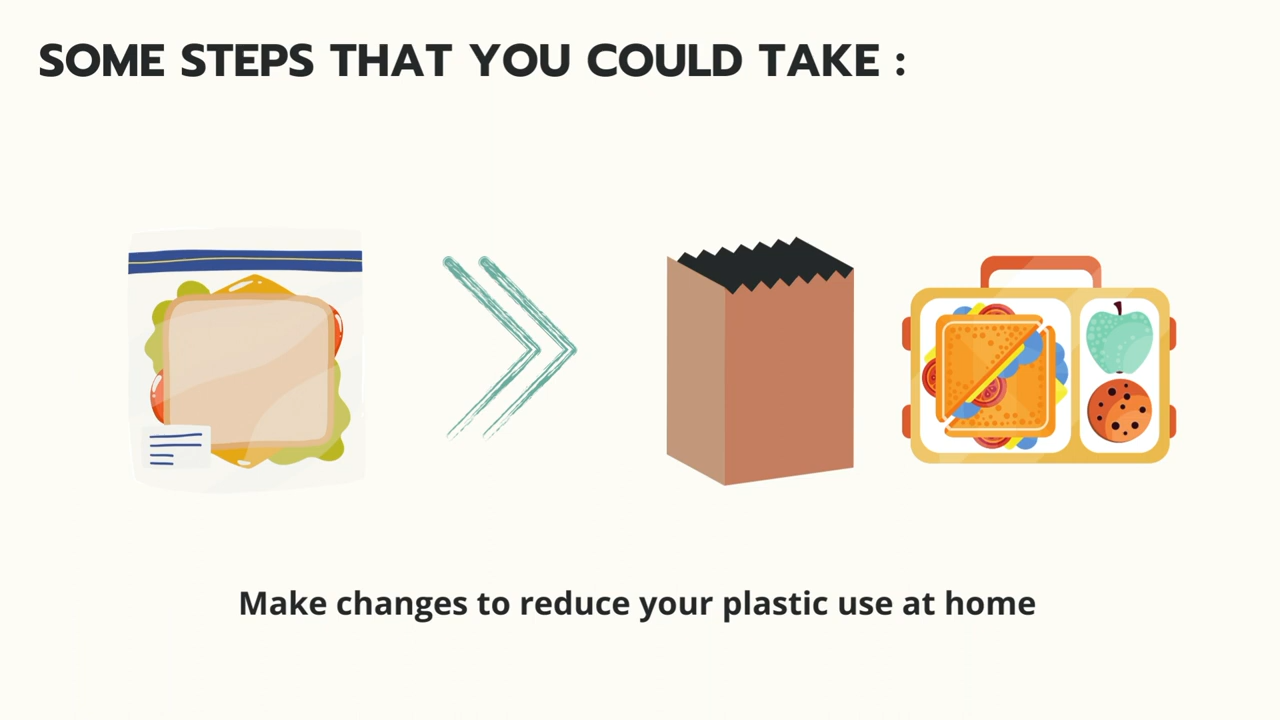 SOME STEPS THAT YOU COULD TAKE :
Make changes to reduce your plastic use at home